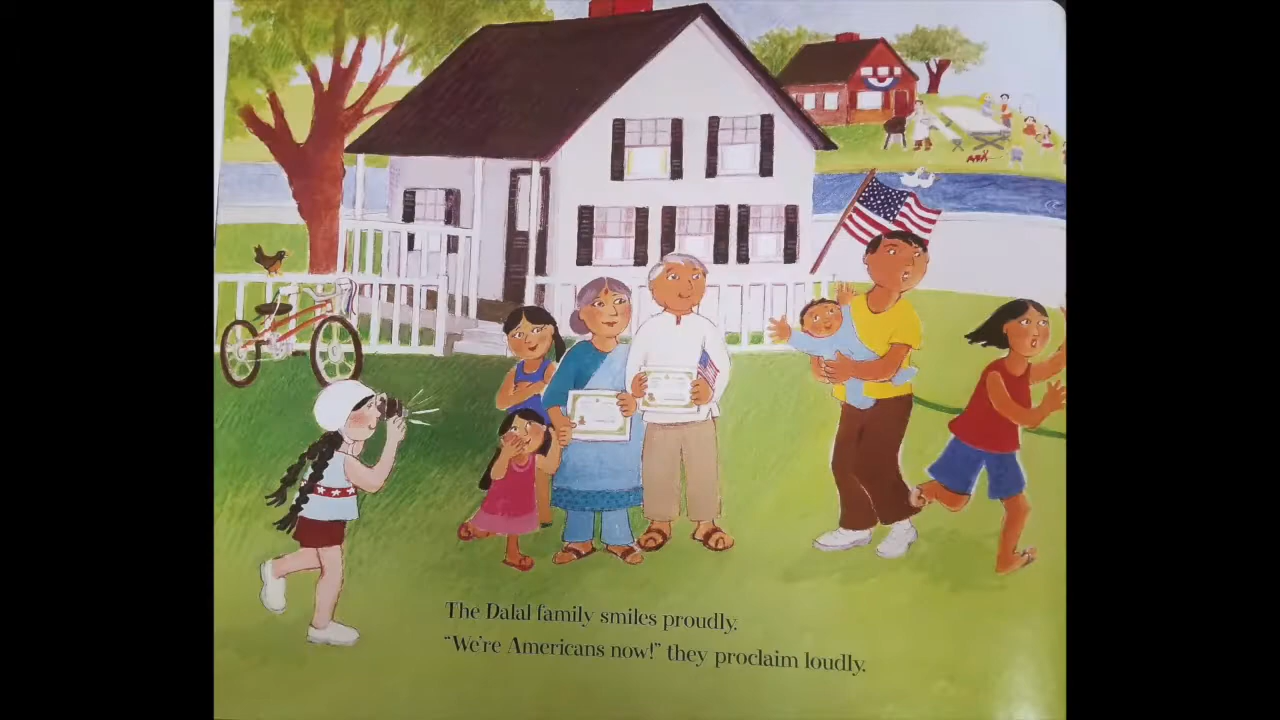 The Dalal family smiles proudly.
“We’re Americans now!” they proclaim loudly.